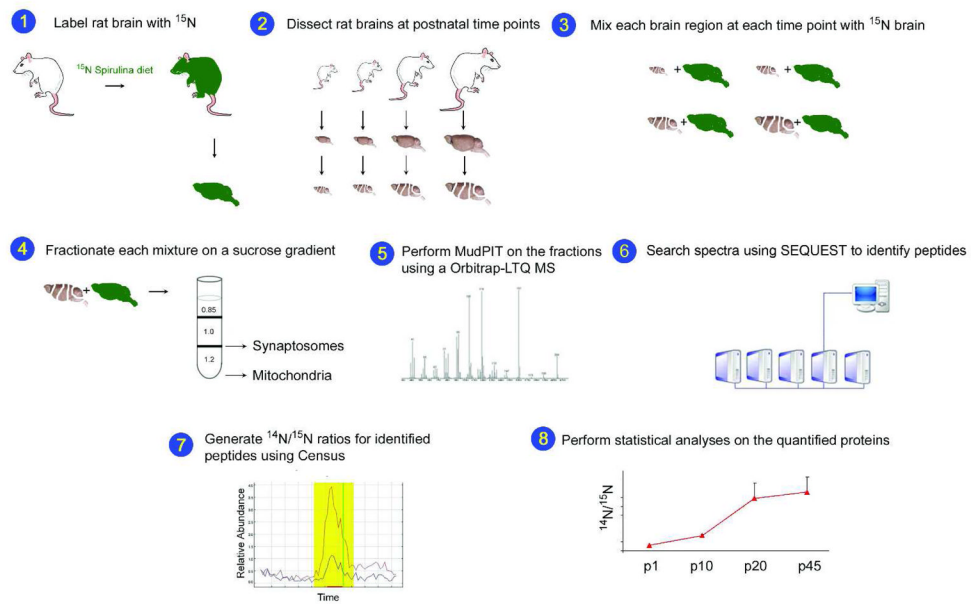 1 Label rat brain with ¹⁵N
¹⁵N Spirulina diet
2 Dissect rat brains at postnatal time points
3 Mix each brain region at each time point with ¹⁵N brain
+
+
+
+
4 Fractionate each mixture on a sucrose gradient
+
0.85
1.0
1.2
Synaptosomes
Mitochondria
5 Perform MudPIT on the fractions
using a Orbitrap-LTQ MS
6 Search spectra using SEQUEST to identify peptides
7 Generate ¹⁴N/¹⁵N ratios for identified
peptides using Census
Relative Abundance
Time
8 Perform statistical analyses on the quantified proteins
¹⁴N/¹⁵N
p1 p10 p20 p45